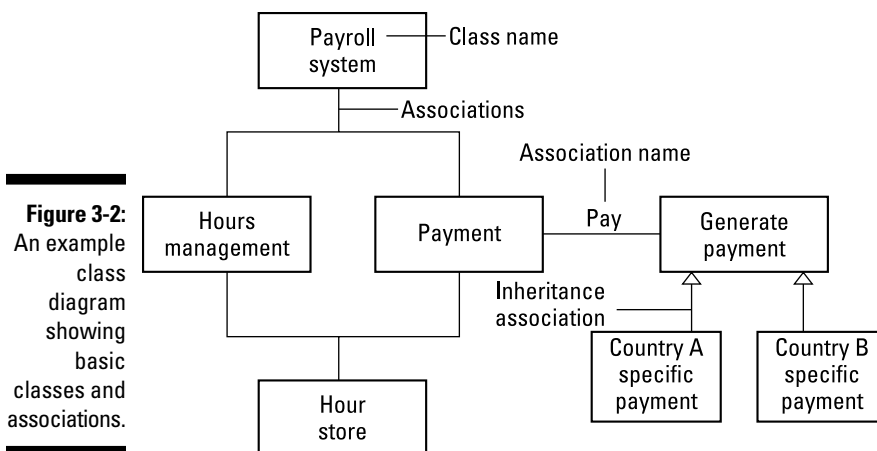 Payroll
system
Class name
Associations
Association name
Figure 3-2:
An example
class
diagram
showing
basic
classes and
associations.
Hours
management
Payment
Pay
Generate
payment
Inheritance
association
Country A
specific
payment
Country B
specific
payment
Hour
store